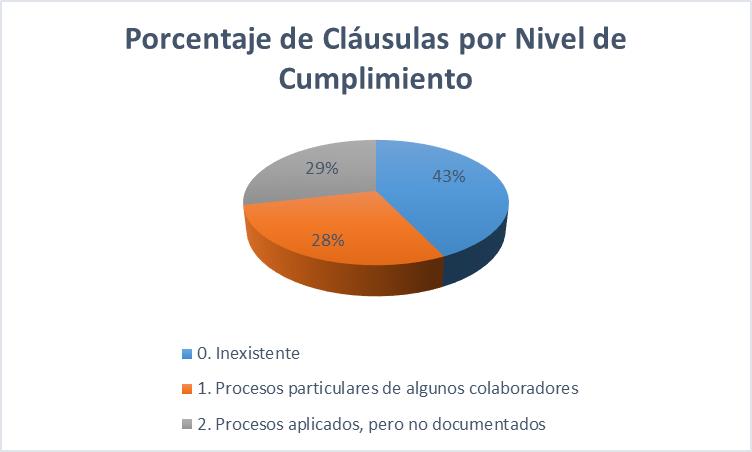 Porcentaje de Cláusulas por Nivel de
Cumplimiento
29%
43%
28%
0. Inexistente
1. Procesos particulares de algunos colaboradores
2. Procesos aplicados, pero no documentados